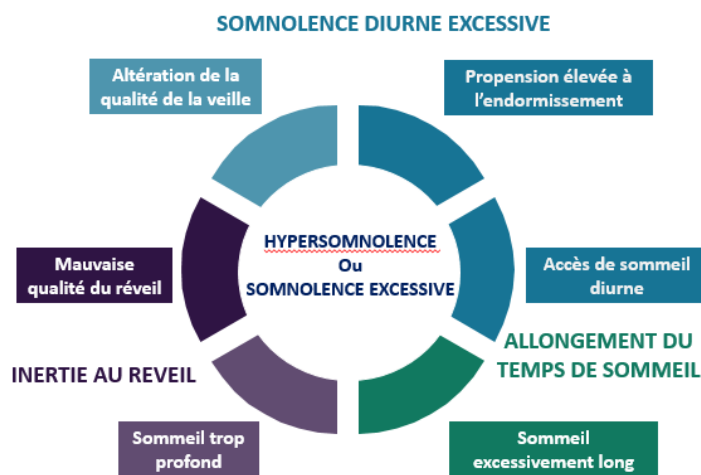 SOMNOLENCE DIURNE EXCESSIVE
Altération de la
qualité de la veille
Propension élevée à
l'endormissement
HYPERSOMNOLENCE
Ou
SOMNOLENCE EXCESSIVE
Mauvaise
qualité du réveil
Accès de sommeil
diurne
INERTIE AU REVEIL
ALLONGEMENT DU
TEMPS DE SOMMEIL
Sommeil trop
profond
Sommeil
excessivement long